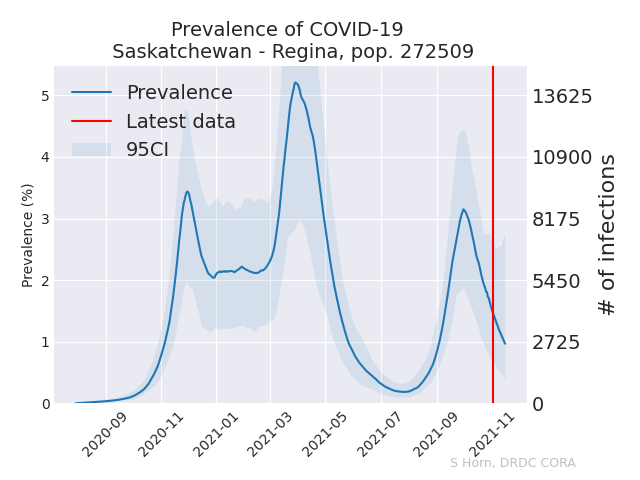 Prevalence of COVID-19
Saskatchewan - Regina, pop. 272509
Prevalence
Latest data
95CI
Prevalence (%)
5
4
3
2
1
0
13625
10900
8175
5450
2725
0
# of infections
2020-09
2020-11
2021-01
2021-03
2021-05
2021-07
2021-09
2021-11
S Horn, DRDC CORA